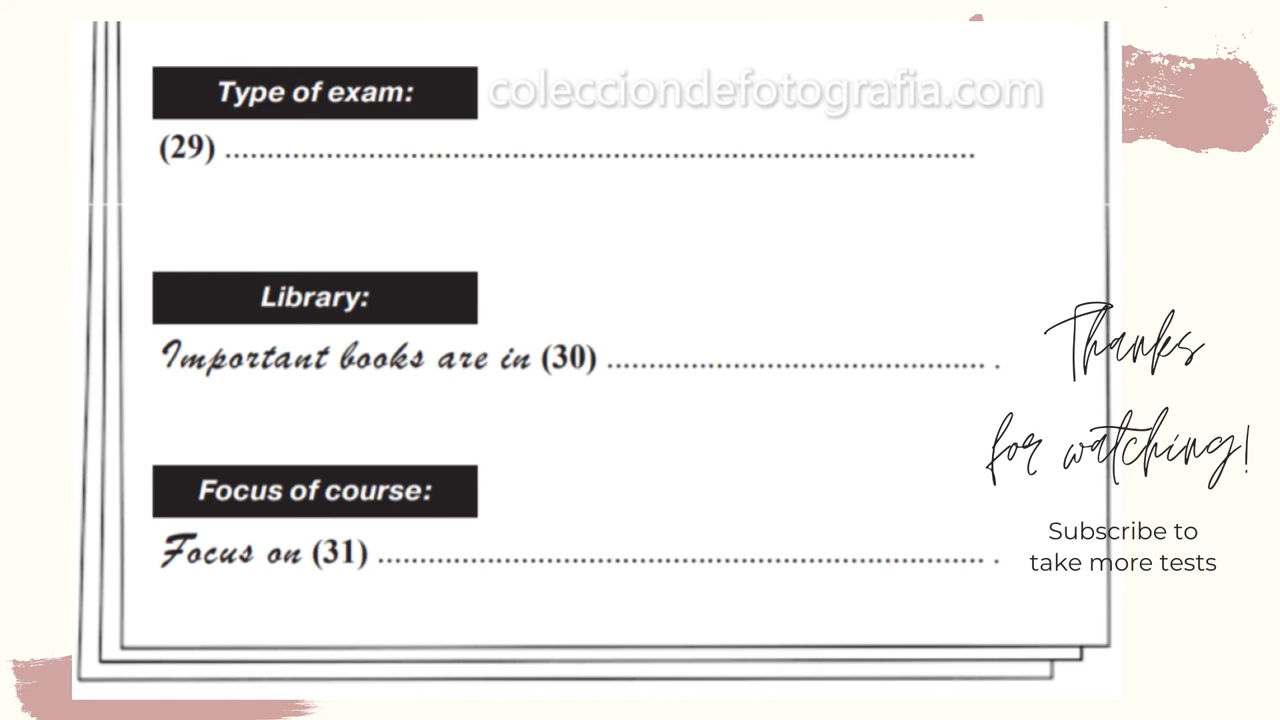 Type of exam:
colecciondefotografia.com
(29) ................................................................................
Library:
Important books are in (30) ........................................... .
Focus of course:
Focus on (31) ................................................................. .
Thanks
for watching!
Subscribe to
take more tests